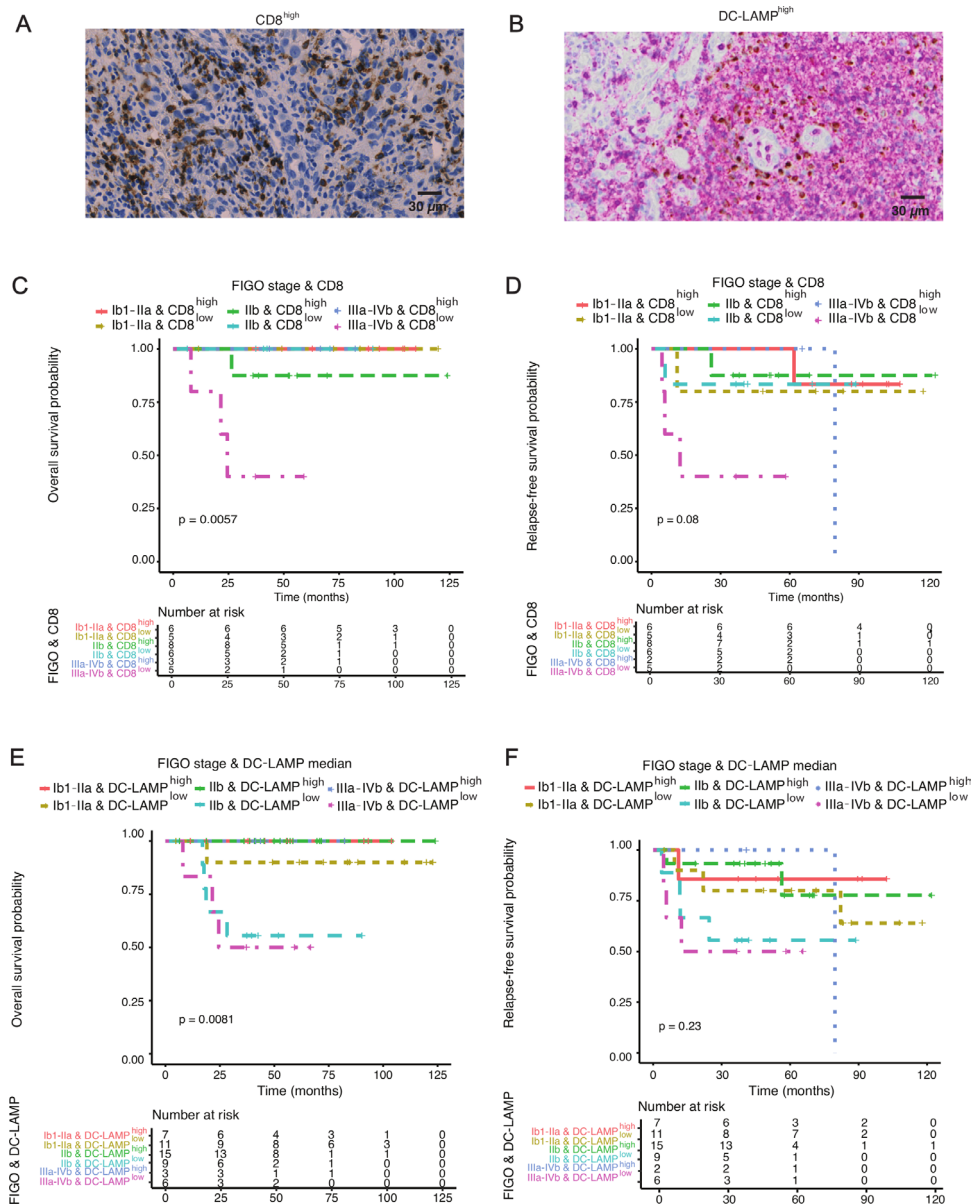 A
CD8high
B
DC-LAMPhigh
30 µm
30 µm
C
FIGO stage & CD8
Ib1-IIa & CD8high IIb & CD8high IIIa-IVb & CD8high
Ib1-IIa & CD8low IIb & CD8low IIIa-IVb & CD8low
Overall survival probability
1.00
0.75
0.50
0.25
0.00
p = 0.0057
0 25 50 75 100 125
Time (months)
FIGO & CD8
Number at risk
Ib1-IIa & CD8high 6 6 6 5 3 0
Ib1-IIa & CD8low 5 4 3 2 1 0
IIb & CD8high 8 8 5 1 1 0
IIb & CD8low 6 5 2 1 0 0
IIIa-IVb & CD8high 3 3 2 1 0 0
IIIa-IVb & CD8low 5 2 1 0 0 0
0 25 50 75 100 125
D
FIGO stage & CD8
Ib1-IIa & CD8high IIb & CD8high IIIa-IVb & CD8high
Ib1-IIa & CD8low IIb & CD8low IIIa-IVb & CD8low
Relapse-free survival probability
1.00
0.75
0.50
0.25
0.00
p = 0.08
0 30 60 90 120
Time (months)
FIGO & CD8
Number at risk
Ib1-IIa & CD8high 6 6 6 4 0
Ib1-IIa & CD8low 5 4 3 1 0
IIb & CD8high 8 7 2 1 1
IIb & CD8low 6 5 2 0 0
IIIa-IVb & CD8high 2 2 2 0 0
IIIa-IVb & CD8low 5 2 0 0 0
0 30 60 90 120
E
FIGO stage & DC-LAMP median
Ib1-IIa & DC-LAMPhigh IIb & DC-LAMPhigh IIIa-IVb & DC-LAMPhigh
Ib1-IIa & DC-LAMPlow IIb & DC-LAMPlow IIIa-IVb & DC-LAMPlow
Overall survival probability
1.00
0.75
0.50
0.25
0.00
p = 0.0081
0 25 50 75 100 125
Time (months)
FIGO & DC-LAMP
Number at risk
Ib1-IIa & DC-LAMPhigh 7 6 4 3 1 0
Ib1-IIa & DC-LAMPlow 11 9 8 6 3 0
IIb & DC-LAMPhigh 15 13 8 1 1 0
IIb & DC-LAMPlow 9 6 2 1 0 0
IIIa-IVb & DC-LAMPhigh 3 3 1 1 0 0
IIIa-IVb & DC-LAMPlow 6 3 2 0 0 0
0 25 50 75 100 125
F
FIGO stage & DC-LAMP median
Ib1-IIa & DC-LAMPhigh IIb & DC-LAMPhigh IIIa-IVb & DC-LAMPhigh
Ib1-IIa & DC-LAMPlow IIb & DC-LAMPlow IIIa-IVb & DC-LAMPlow
Relapse-free survival probability
1.00
0.75
0.50
0.25
0.00
p = 0.23
0 30 60 90 120
Time (months)
FIGO & DC-LAMP
Number at risk
Ib1-IIa & DC-LAMPhigh 7 6 3 2 0
Ib1-IIa & DC-LAMPlow 11 8 7 2 0
IIb & DC-LAMPhigh 15 13 4 1 1
IIb & DC-LAMPlow 9 5 1 0 0
IIIa-IVb & DC-LAMPhigh 2 2 1 0 0
IIIa-IVb & DC-LAMPlow 6 3 1 0 0
0 30 60 90 120